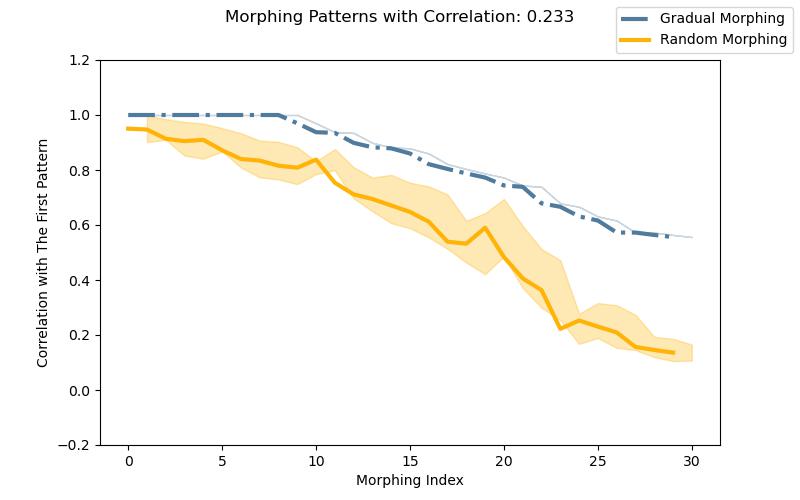 Morphing Patterns with Correlation: 0.233
Gradual Morphing
Random Morphing
1.2
1.0
0.8
0.6
0.4
0.2
0.0
−0.2
Correlation with The First Pattern
0 5 10 15 20 25 30
Morphing Index